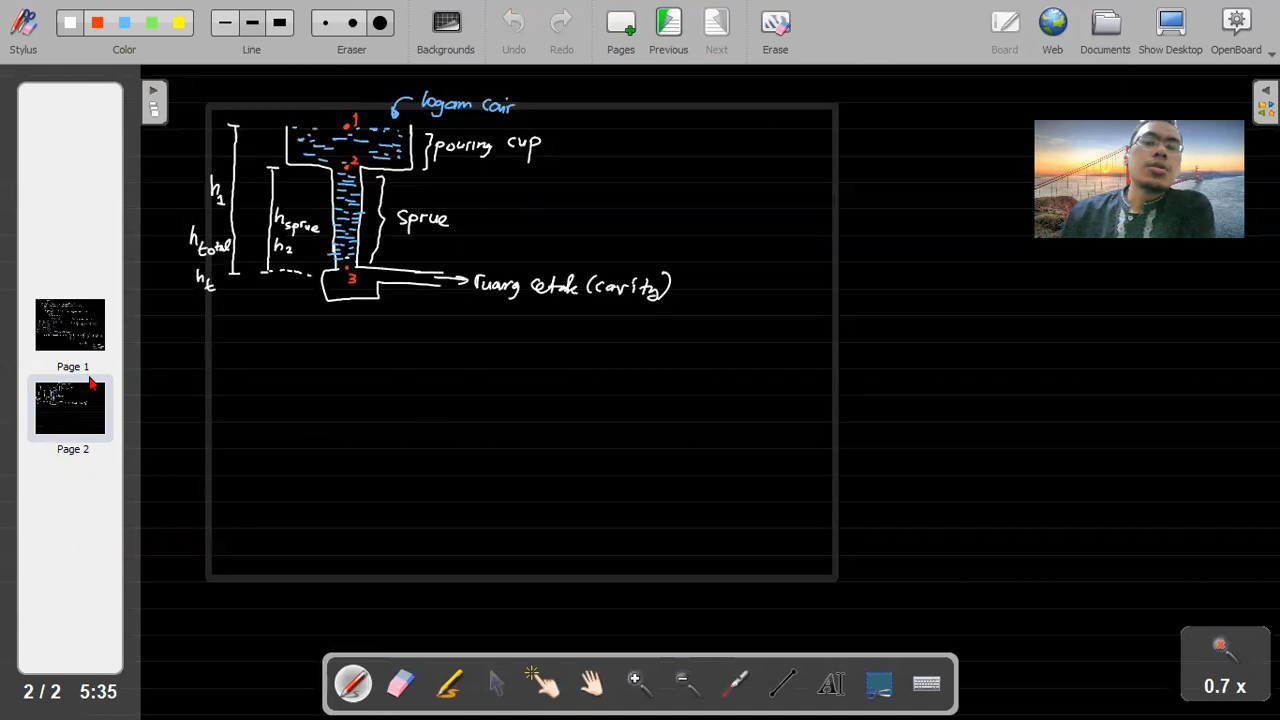 Stylus
Color
Line
Eraser
Backgrounds
Undo
Redo
Pages
Previous
Next
Erase
Board
Web
Documents
Show Desktop
OpenBoard
logam cair
1
pouring cup
2
h1
hsprue
h2
sprue
htotal
ht
3
ruang cetak (cavity)
Page 1
Page 2
2 / 2
5:35
0.7 x